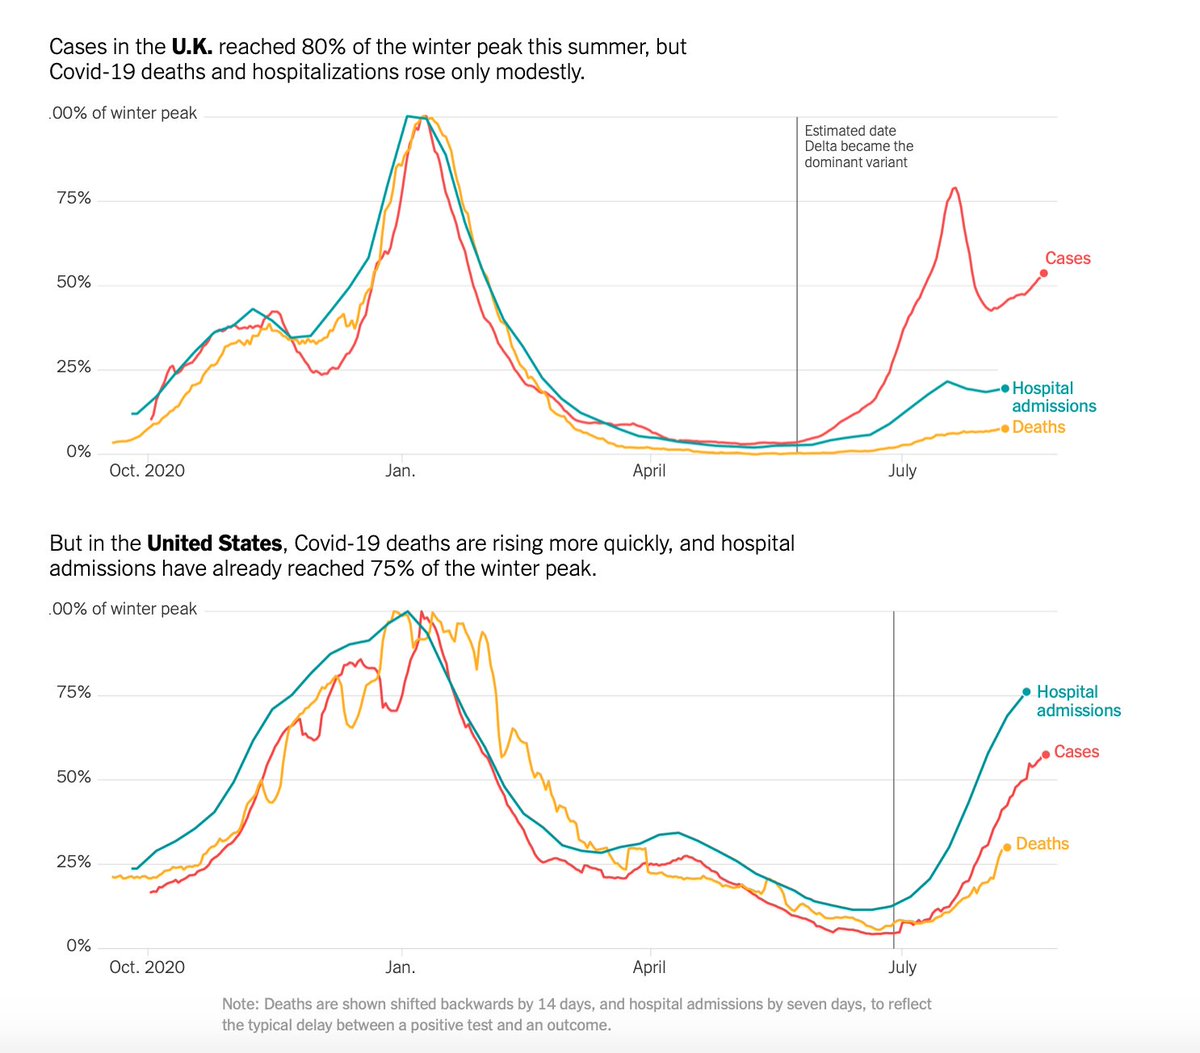 Cases in the U.K. reached 80% of the winter peak this summer, but
Covid-19 deaths and hospitalizations rose only modestly.
.00% of winter peak
Estimated date
Delta became the
dominant variant
75%
50%
25%
0%
Cases
Hospital
admissions
Deaths
Oct. 2020
Jan.
April
July
But in the United States, Covid-19 deaths are rising more quickly, and hospital
admissions have already reached 75% of the winter peak.
.00% of winter peak
75%
50%
25%
0%
Hospital
admissions
Cases
Deaths
Oct. 2020
Jan.
April
July
Note: Deaths are shown shifted backwards by 14 days, and hospital admissions by seven days, to reflect
the typical delay between a positive test and an outcome.